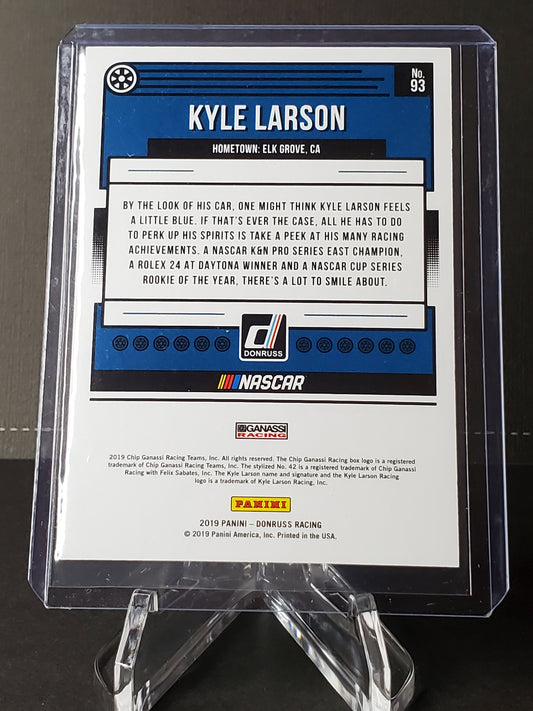 No.
93
KYLE LARSON
HOMETOWN: ELK GROVE, CA
BY THE LOOK OF HIS CAR, ONE MIGHT THINK KYLE LARSON FEELS
A LITTLE BLUE. IF THAT'S EVER THE CASE, ALL HE HAS TO DO
TO PERK UP HIS SPIRITS IS TAKE A PEEK AT HIS MANY RACING
ACHIEVEMENTS. A NASCAR K&N PRO SERIES EAST CHAMPION,
A ROLEX 24 AT DAYTONA WINNER AND A NASCAR CUP SERIES
ROOKIE OF THE YEAR, THERE'S A LOT TO SMILE ABOUT.
d
DONRUSS
NASCAR
GANASSI
RACING
2019 Chip Ganassi Racing Teams, Inc. All rights reserved. The Chip Ganassi Racing box logo is a registered
trademark of Chip Ganassi Racing Teams, Inc. The stylized No. 42 is a registered trademark of Chip Ganassi
Racing with Felix Sabates, Inc. The Kyle Larson name and signature and the Kyle Larson Racing
logo is a trademark of Kyle Larson Racing, Inc.
PANINI
2019 PANINI – DONRUSS RACING
© 2019 Panini America, Inc. Printed in the USA.